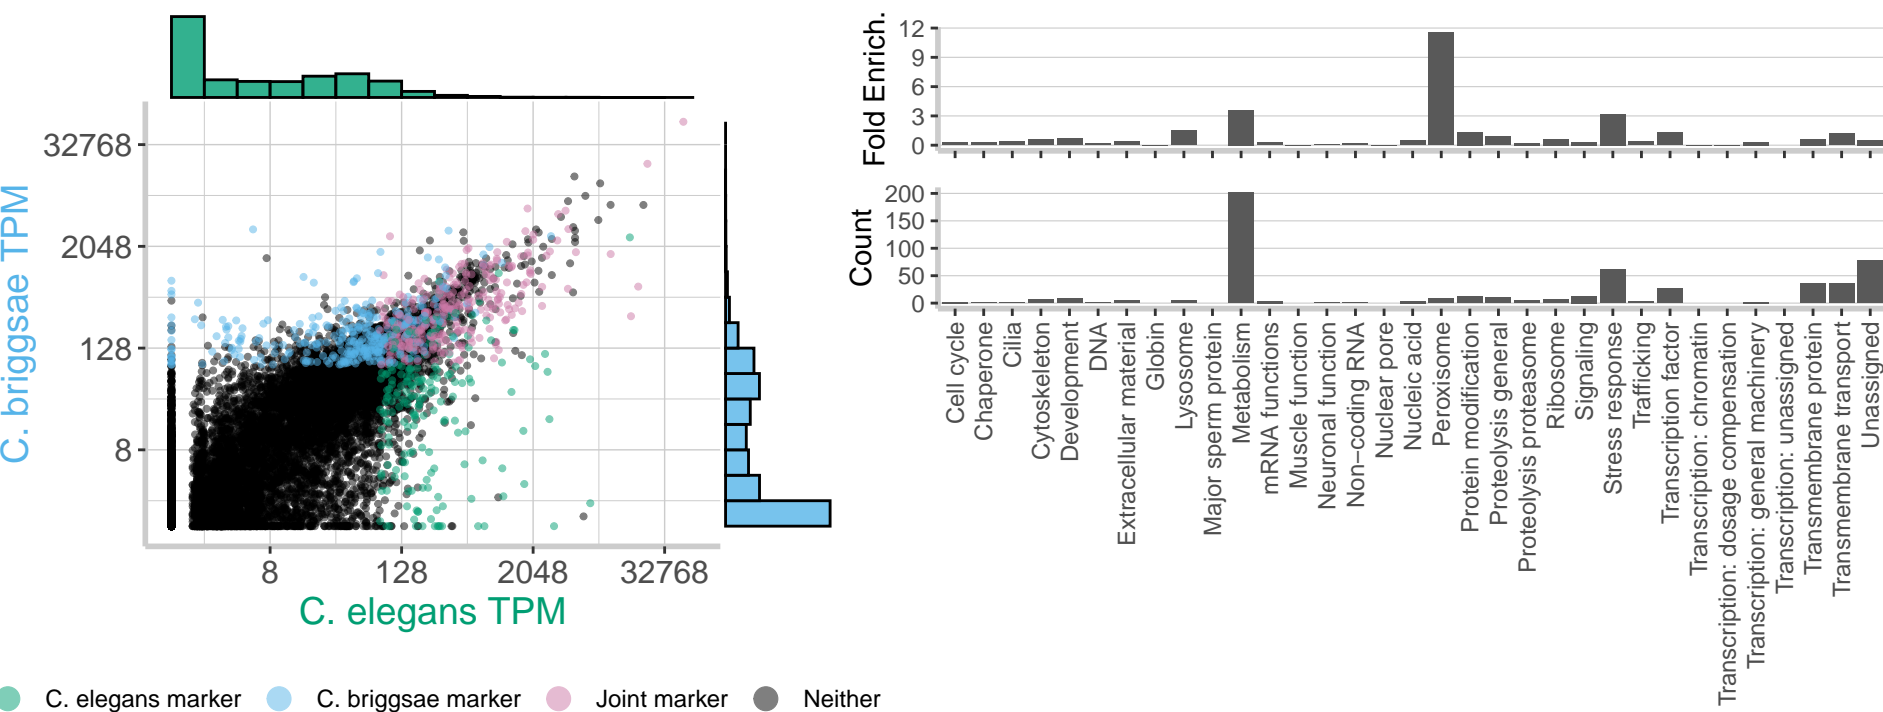 32768
2048
128
8
C. briggsae TPM
8
128
2048
32768
C. elegans TPM
C. elegans marker
C. briggsae marker
Joint marker
Neither
Fold Enrich.
12
9
6
3
0
Count
200
150
100
50
0
Cell cycle
Chaperone
Cilia
Cytoskeleton
Development
DNA
Extracellular material
Globin
Lysosome
Major sperm protein
Metabolism
mRNA functions
Muscle function
Neuronal function
Non−coding RNA
Nuclear pore
Nucleic acid
Peroxisome
Protein modification
Proteolysis general
Proteolysis proteasome
Ribosome
Signaling
Stress response
Trafficking
Transcription factor
Transcription: chromatin
Transcription: dosage compensation
Transcription: general machinery
Transcription: unassigned
Transmembrane protein
Transmembrane transport
Unassigned